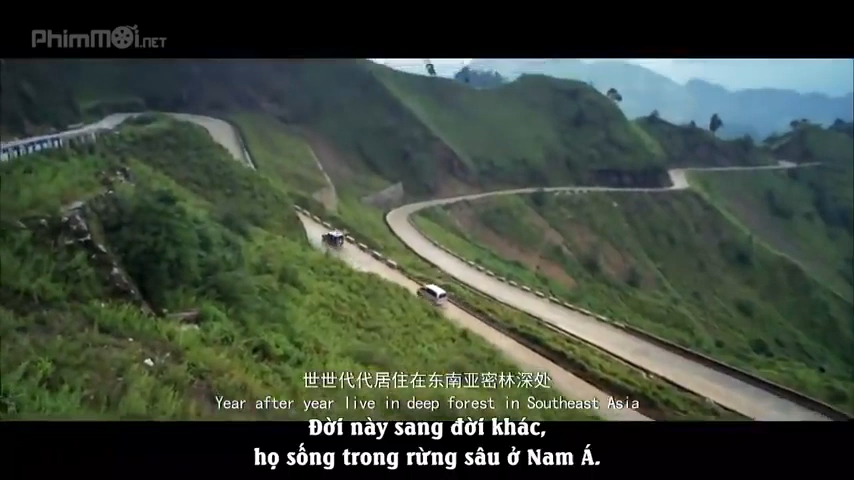 PhimMoi.NET
世世代代居住在东南亚密林深处
Year after year live in deep forest in Southeast Asia
Đời này sang đời khác,
họ sống trong rừng sâu ở Nam Á.